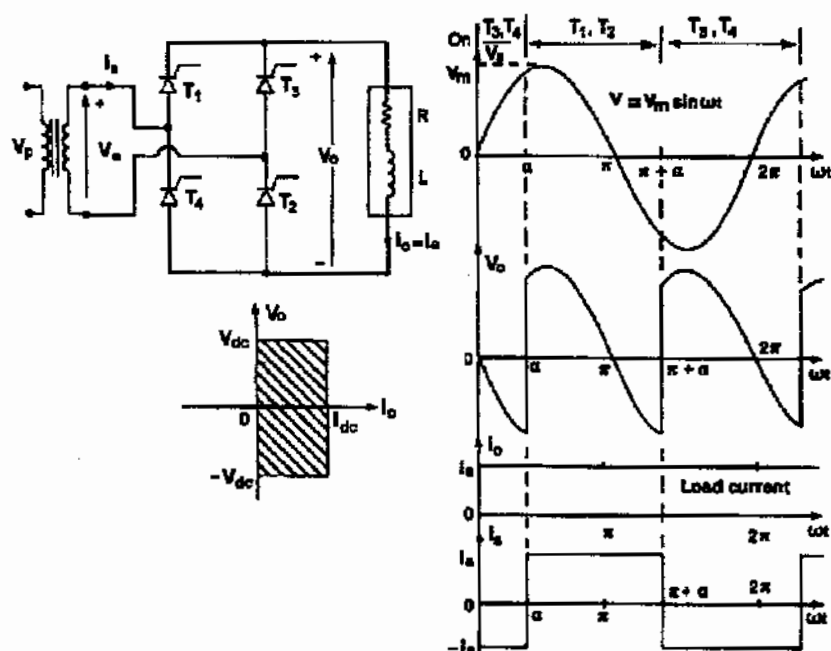 On
T3, T4
T1, T2
T3, T4
Vs
Vm
V = Vm sin ωt
0
α
π
π + α
2π
ωt
is
+
Vp
Vs
T1
T3
T4
T2
+
Vo
−
R
L
io = Ia
Vo
Vdc
0
Idc
Io
−Vdc
Vo
0
α
π
π + α
2π
ωt
io
Ia
Load current
0
π
2π
ωt
is
Ia
0
α
π
π + α
2π
ωt
−Ia